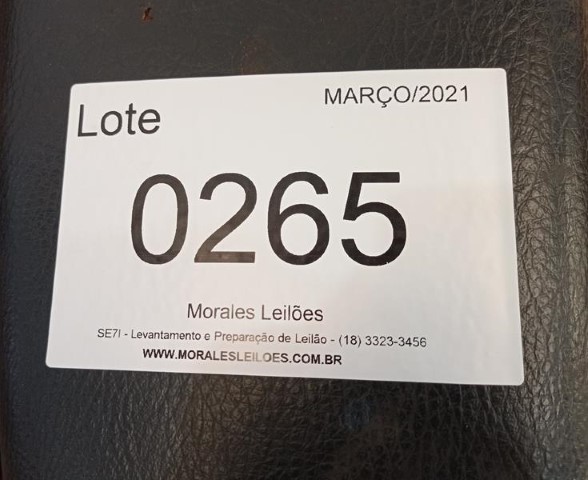 MARÇO/2021
Lote
0265
Morales Leilões
SE7I - Levantamento e Preparação de Leilão - (18) 3323-3456
WWW.MORALESLEILOES.COM.BR